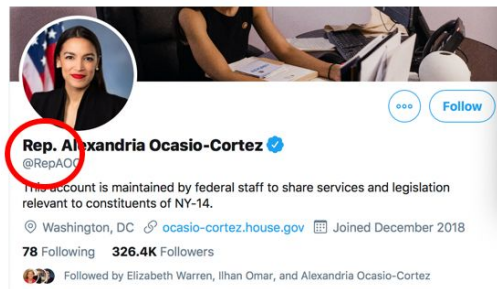 Follow
Rep. Alexandria Ocasio-Cortez
@RepAOC
This account is maintained by federal staff to share services and legislation
relevant to constituents of NY-14.
Washington, DC ocasio-cortez.house.gov Joined December 2018
78 Following 326.4K Followers
Followed by Elizabeth Warren, Ilhan Omar, and Alexandria Ocasio-Cortez